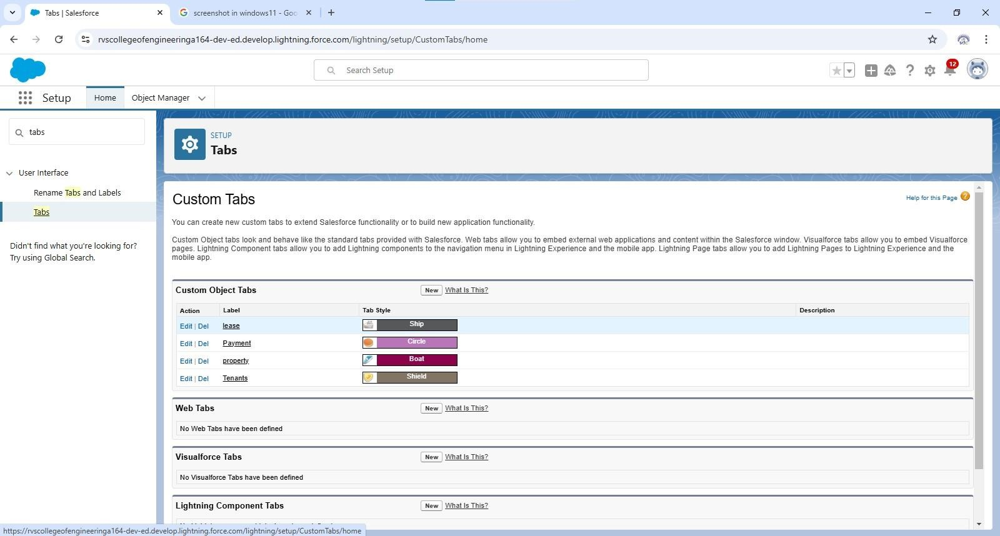 Tabs | Salesforce
screenshot in windows11 - Goo
rvscollegeofengineeringa164-dev-ed.develop.lightning.force.com/lightning/setup/CustomTabs/home
Search Setup
12
Setup
Home
Object Manager
tabs
User Interface
Rename Tabs and Labels
Tabs
Didn't find what you're looking for?
Try using Global Search.
SETUP
Tabs
Custom Tabs
Help for this Page
You can create new custom tabs to extend Salesforce functionality or to build new application functionality.
Custom Object tabs look and behave like the standard tabs provided with Salesforce. Web tabs allow you to embed external web applications and content within the Salesforce window. Visualforce tabs allow you to embed Visualforce
pages. Lightning Component tabs allow you to add Lightning components to the navigation menu in Lightning Experience and the mobile app. Lightning Page tabs allow you to add Lightning Pages to Lightning Experience and the
mobile app.
Custom Object Tabs New What Is This?
Action Label Tab Style Description
Edit | Del lease Ship
Edit | Del Payment Circle
Edit | Del property Boat
Edit | Del Tenants Shield
Web Tabs New What Is This?
No Web Tabs have been defined
Visualforce Tabs New What Is This?
No Visualforce Tabs have been defined
Lightning Component Tabs New What Is This?
https://rvscollegeofengineeringa164-dev-ed.develop.lightning.force.com/lightning/setup/CustomTabs/home